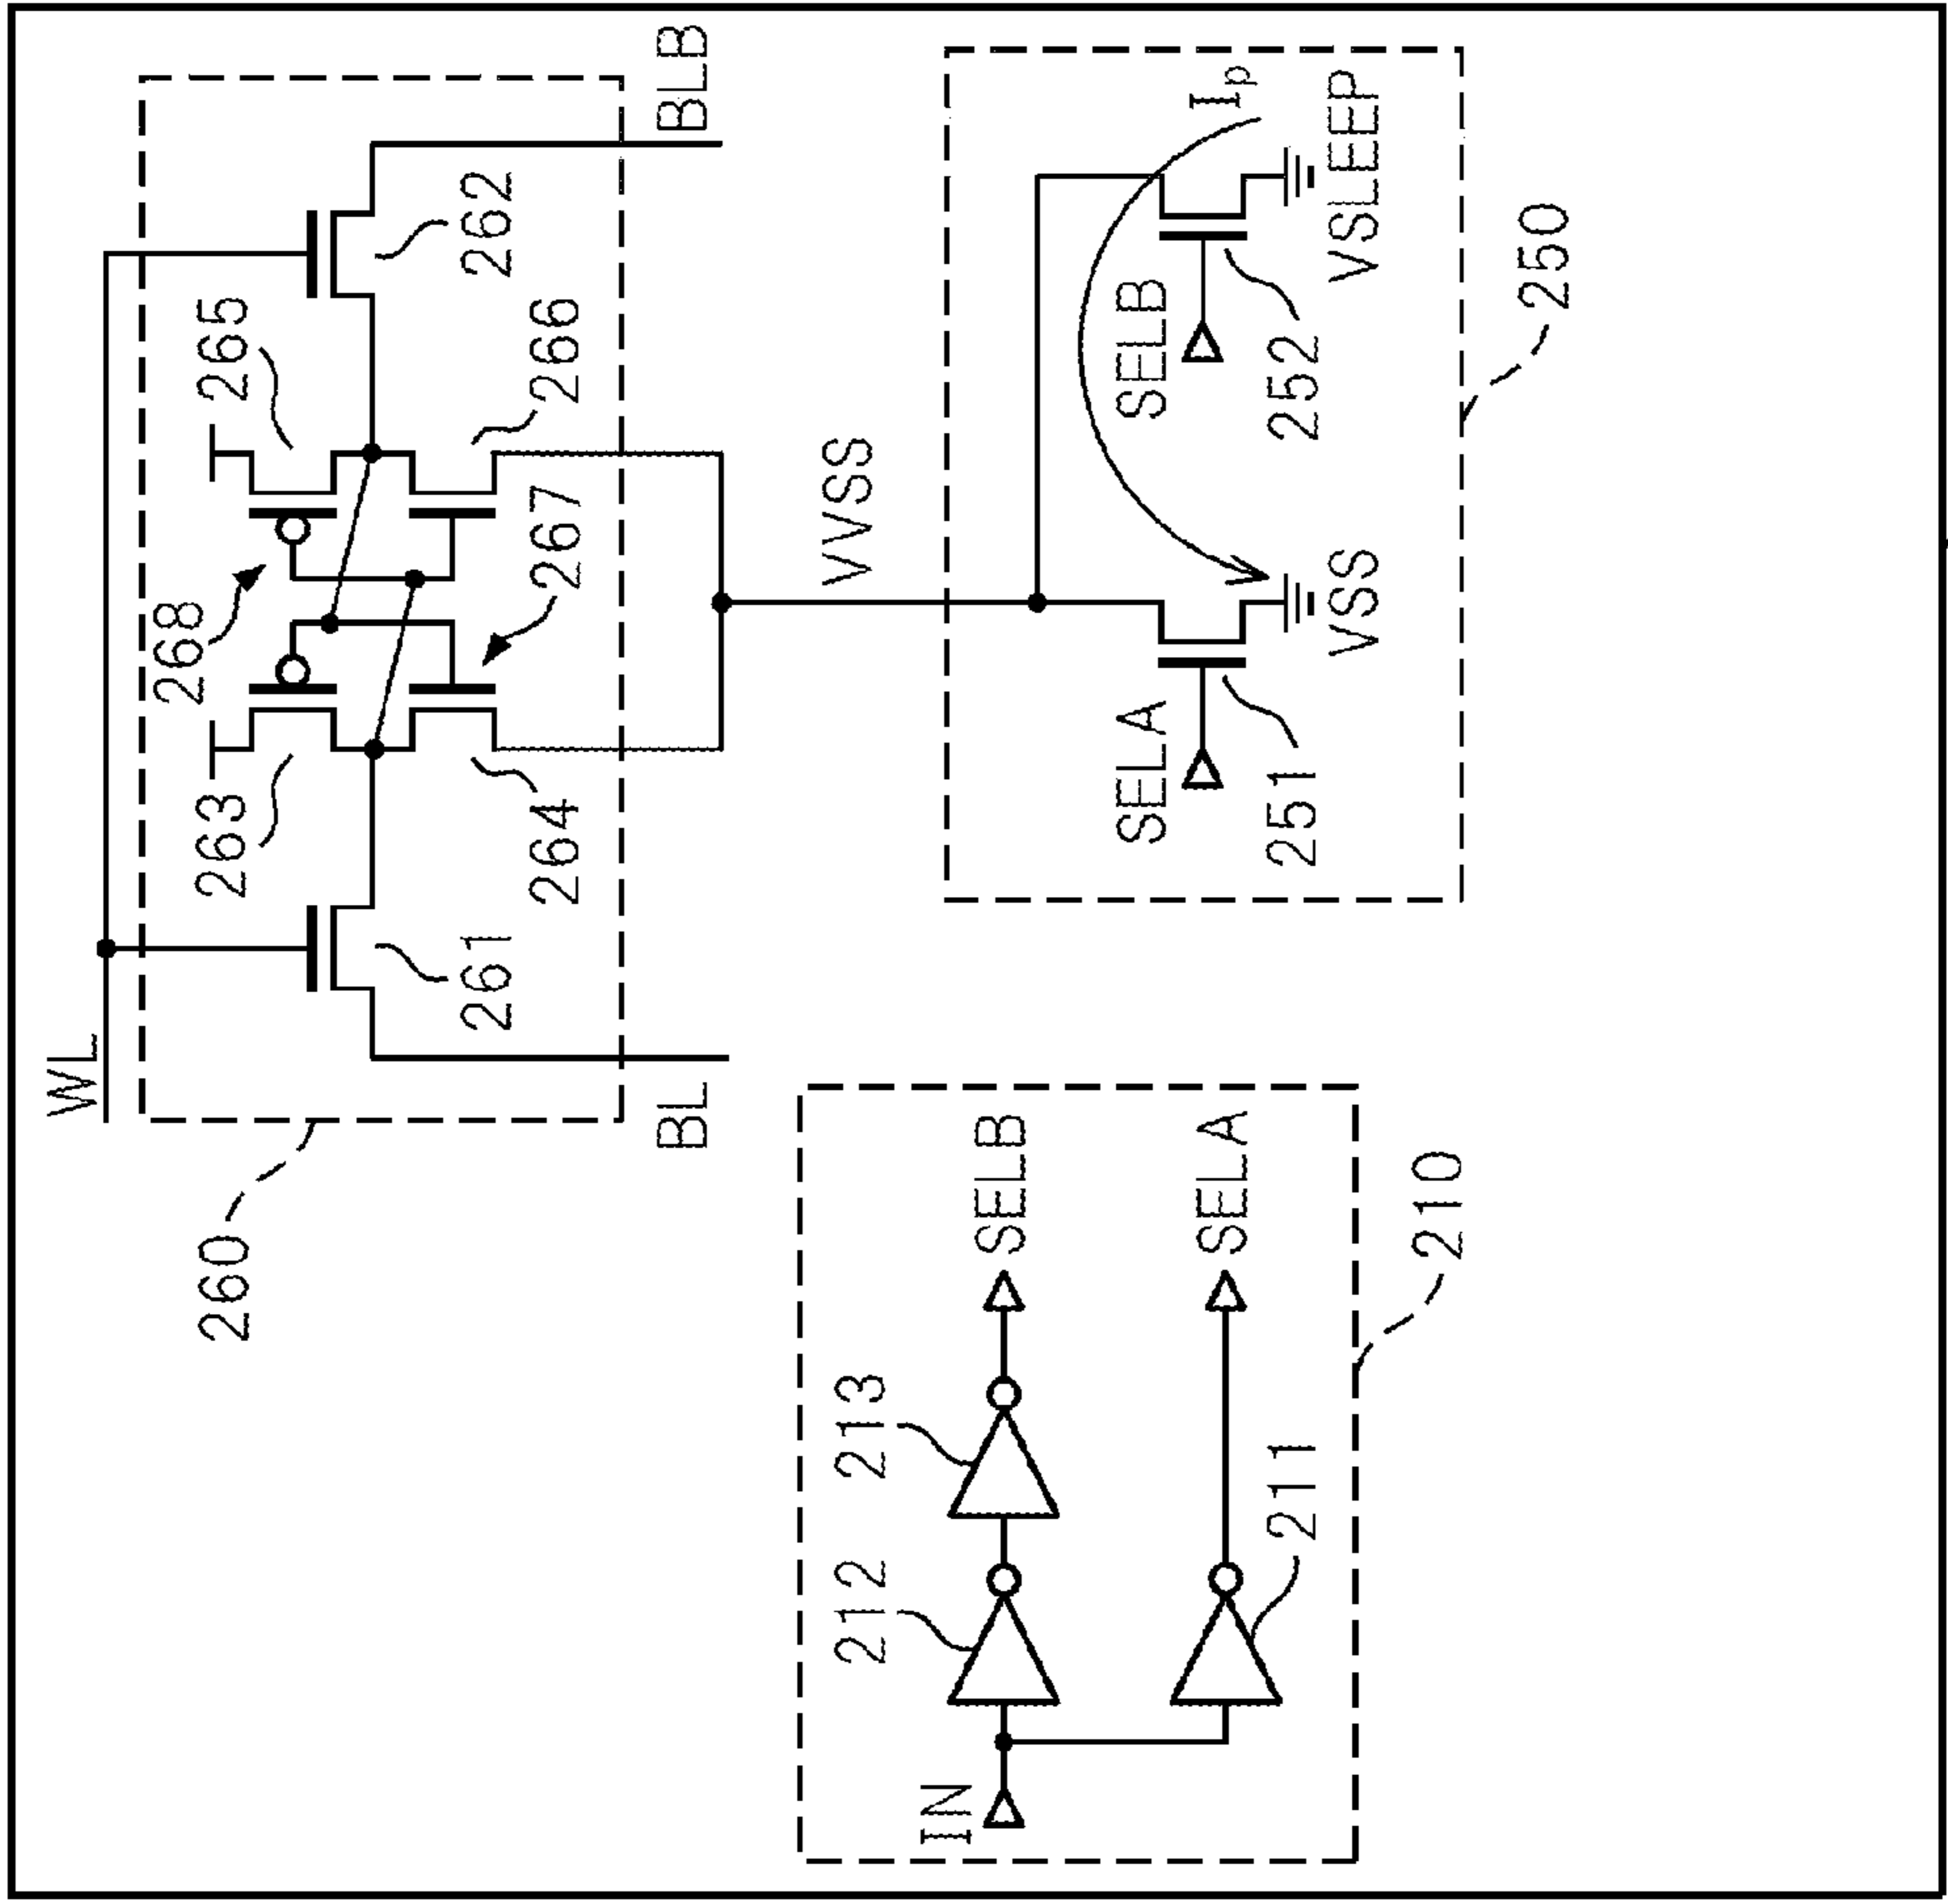 WL
260
268
263
265
261
264
267
266
262
BL
BLB
VVSS
IN
212
213
SELB
211
SELA
210
SELA
251
VSS
SELB
252
VSLEEP
Ip
250